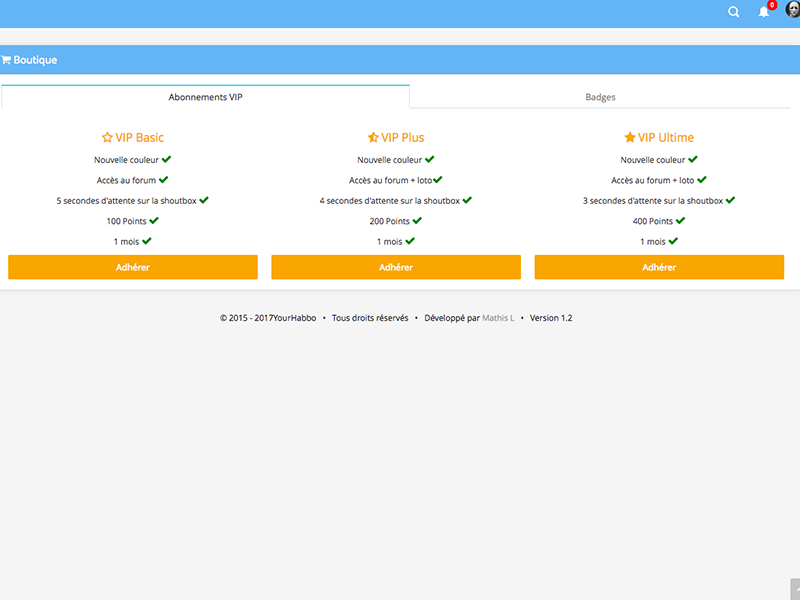 0
Boutique
Abonnements VIP
Badges
VIP Basic
Nouvelle couleur
Accès au forum
5 secondes d'attente sur la shoutbox
100 Points
1 mois
Adhérer
VIP Plus
Nouvelle couleur
Accès au forum + loto
4 secondes d'attente sur la shoutbox
200 Points
1 mois
Adhérer
VIP Ultime
Nouvelle couleur
Accès au forum + loto
3 secondes d'attente sur la shoutbox
400 Points
1 mois
Adhérer
© 2015 - 2017YourHabbo • Tous droits réservés • Développé par Mathis L • Version 1.2